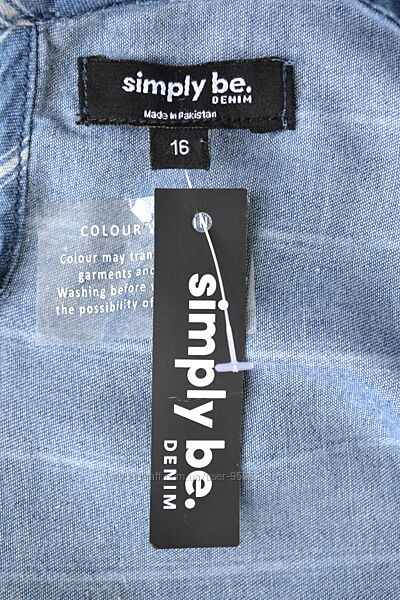 simply be.
DENIM
Made in Pakistan
16
COLOUR
Colour may
garments and
Washing before
the possibility of
simply be.
DENIM